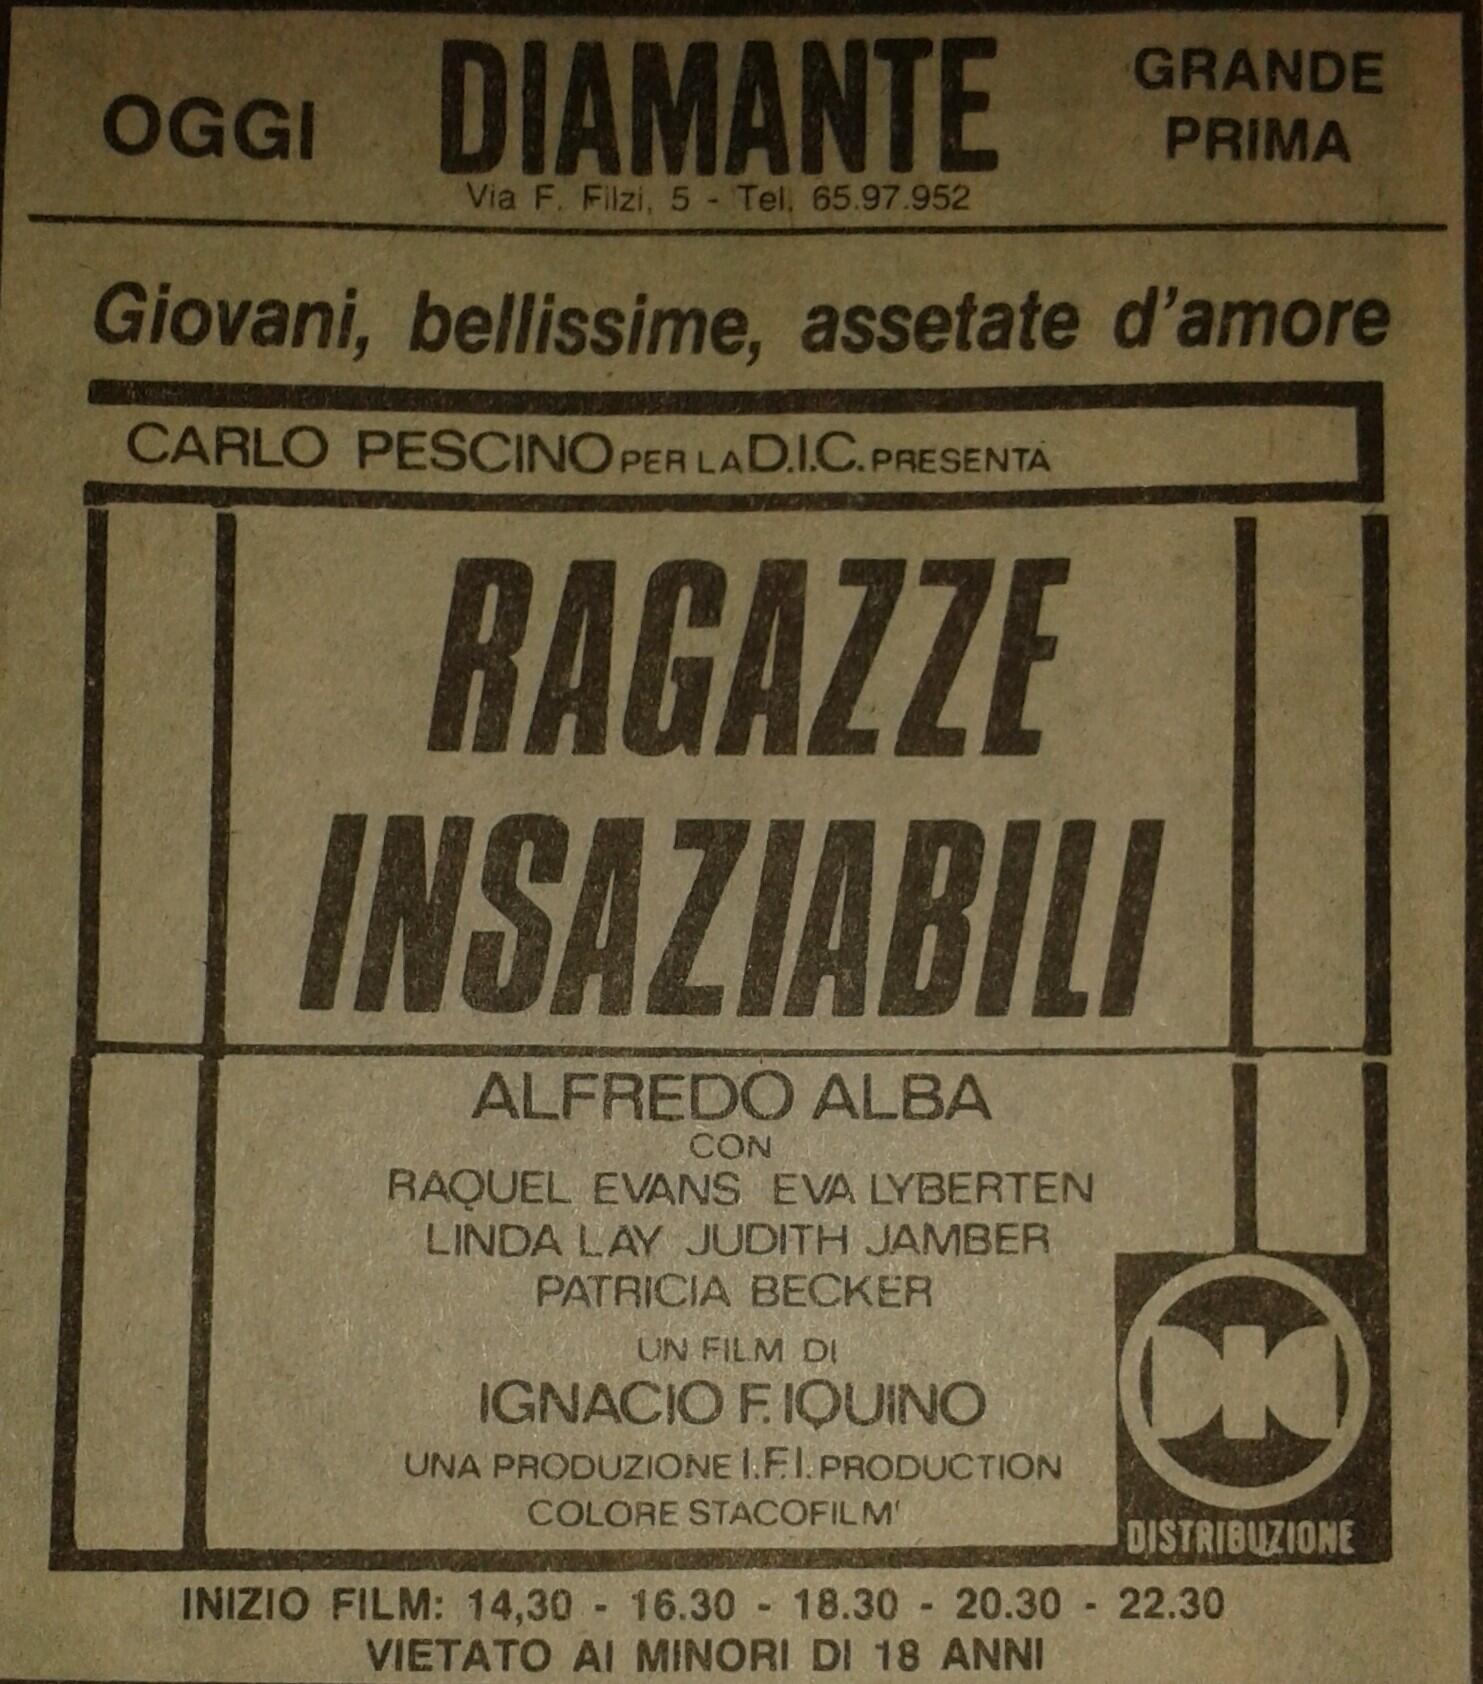 OGGI
DIAMANTE
GRANDE
PRIMA
Via F. Filzi, 5 - Tel. 65.97.952
Giovani, bellissime, assetate d'amore
CARLO PESCINO PER LA D.I.C. PRESENTA
RAGAZZE
INSAZIABILI
ALFREDO ALBA
CON
RAQUEL EVANS EVA LYBERTEN
LINDA LAY JUDITH JAMBER
PATRICIA BECKER
UN FILM DI
IGNACIO F. IQUINO
UNA PRODUZIONE I.F.I. PRODUCTION
COLORE STACOFILM
DISTRIBUZIONE
INIZIO FILM: 14,30 - 16.30 - 18.30 - 20.30 - 22.30
VIETATO AI MINORI DI 18 ANNI